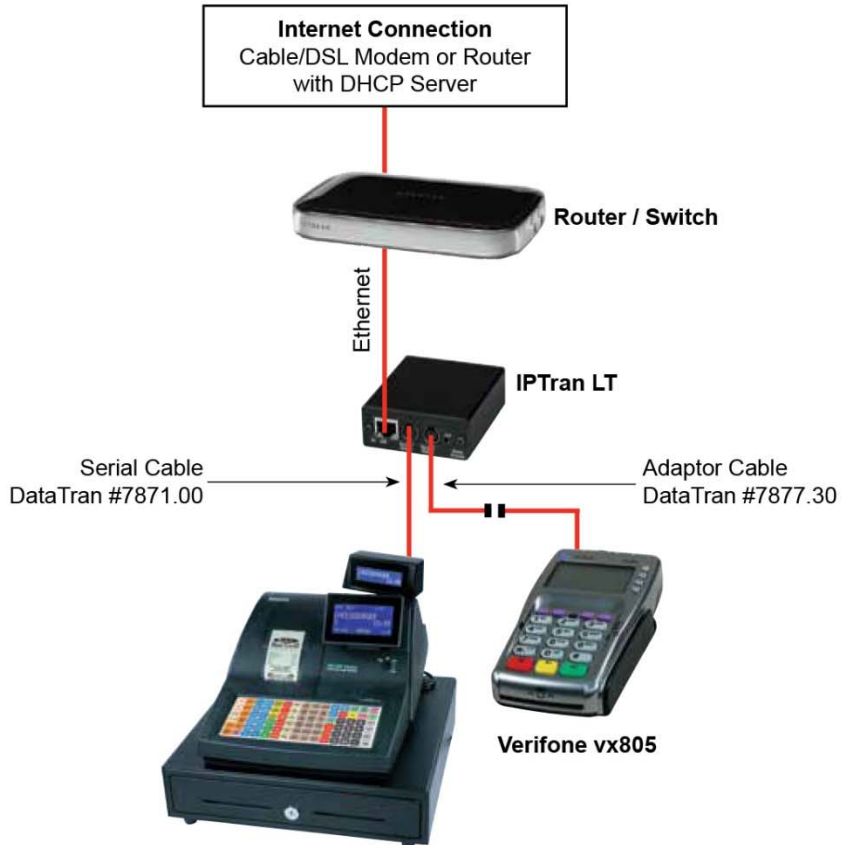 Internet Connection
Cable/DSL Modem or Router
with DHCP Server
Router / Switch
Ethernet
IPTran LT
Serial Cable
DataTran #7871.00
Adaptor Cable
DataTran #7877.30
Verifone vx805